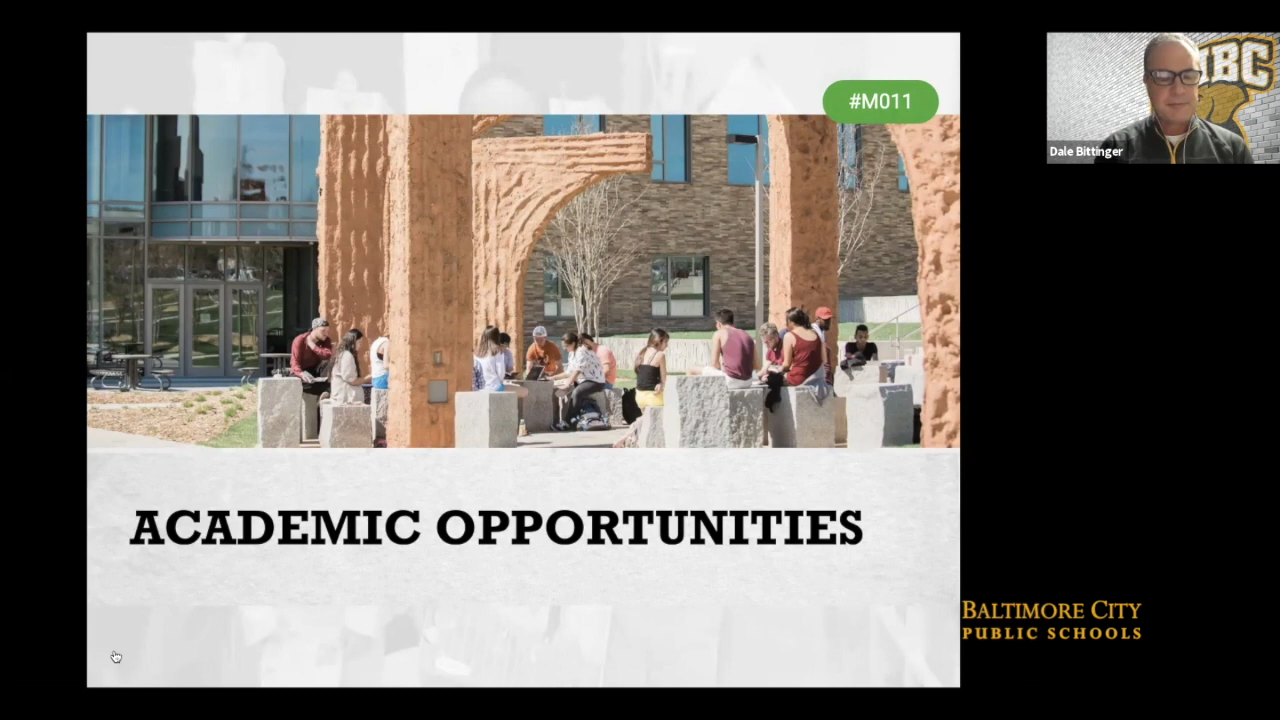 #M011
ACADEMIC OPPORTUNITIES
Dale Bittinger
BALTIMORE CITY
PUBLIC SCHOOLS